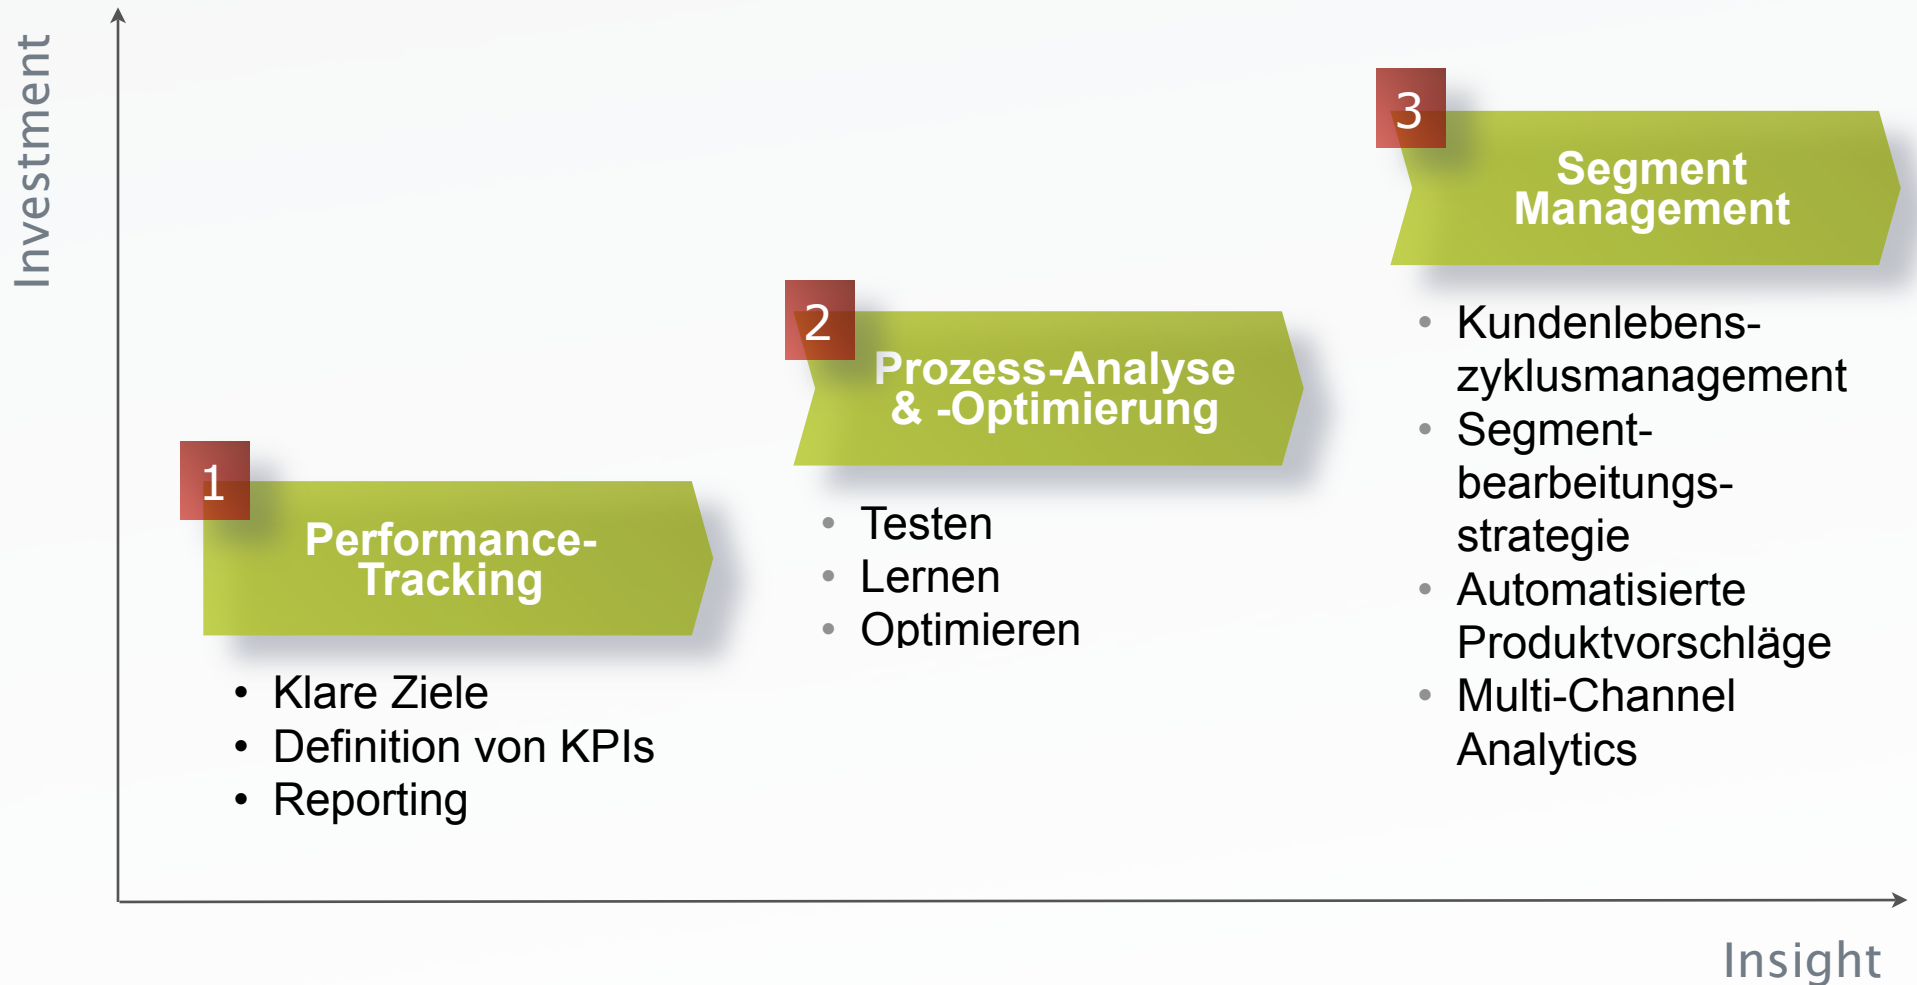 Investment
1
Performance-
Tracking
• Klare Ziele
• Definition von KPIs
• Reporting
2
Prozess-Analyse
& -Optimierung
• Testen
• Lernen
• Optimieren
3
Segment
Management
• Kundenlebens-
zyklusmanagement
• Segment-
bearbeitungs-
strategie
• Automatisierte
Produktvorschläge
• Multi-Channel
Analytics
Insight